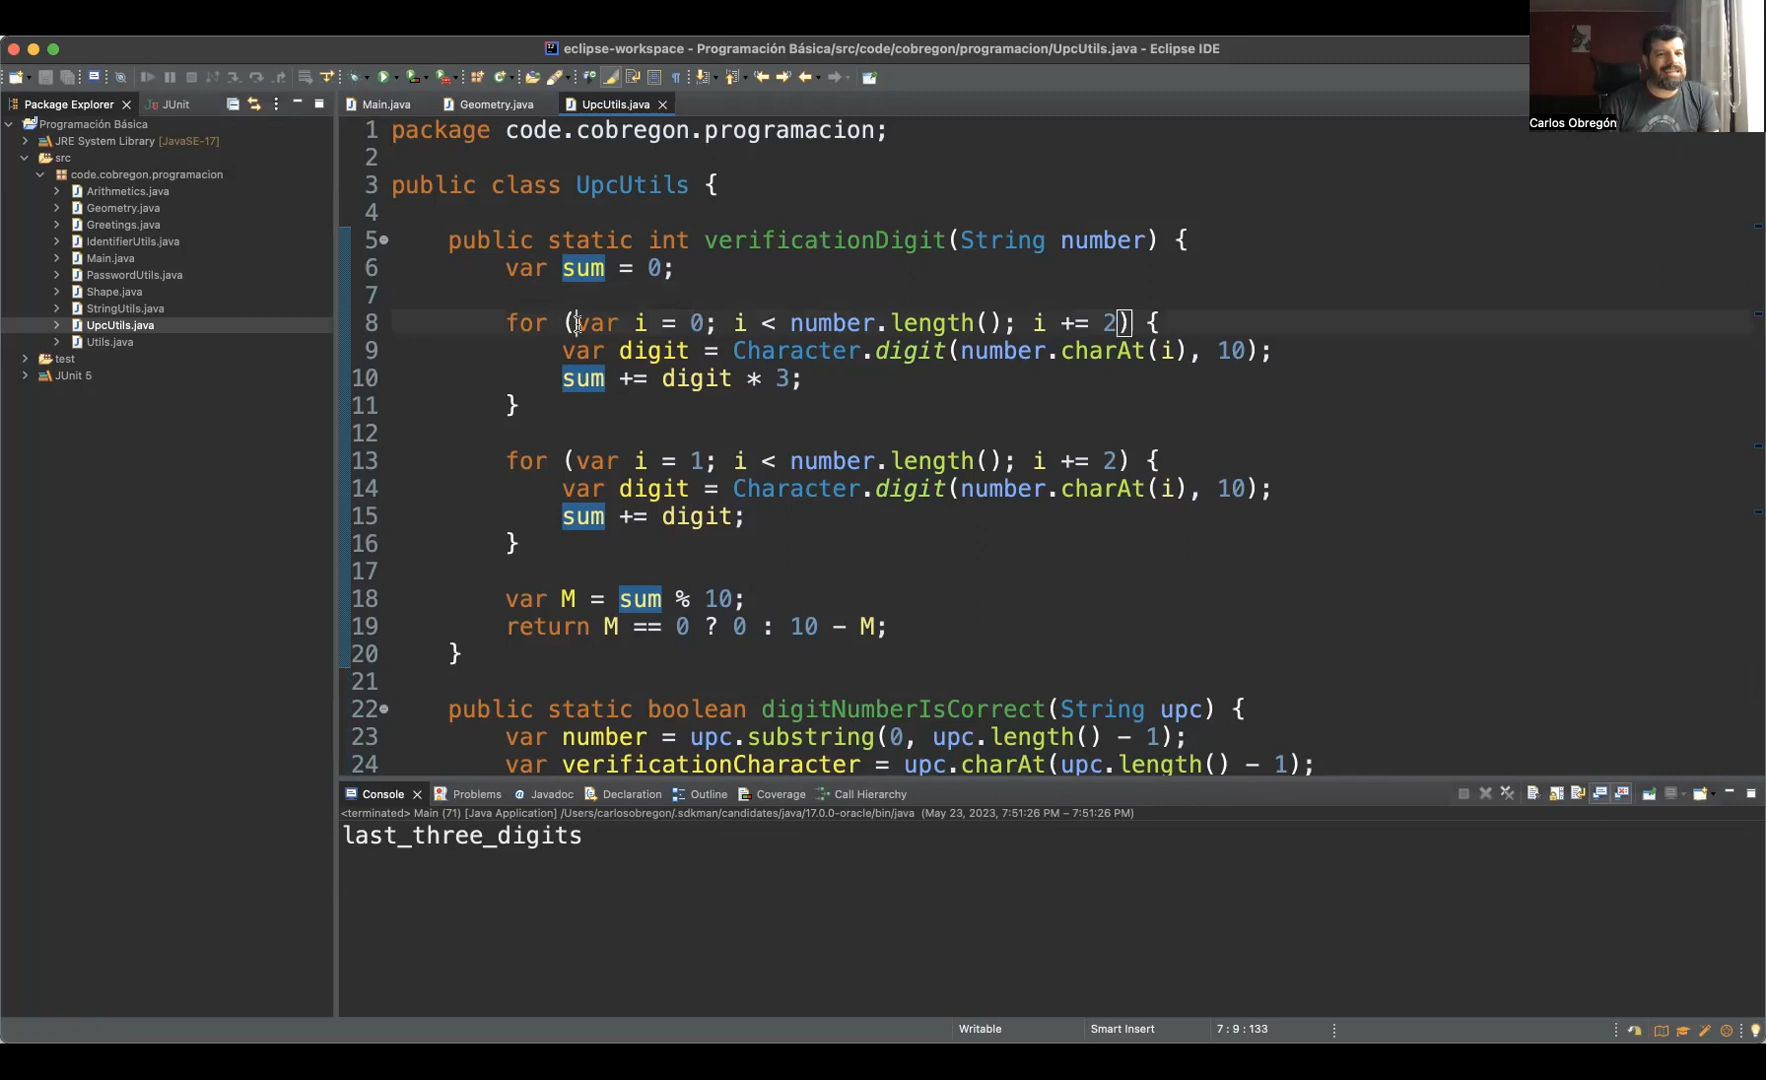 eclipse-workspace - Programación Básica/src/code/cobregon/programacion/UpcUtils.java - Eclipse IDE
Carlos Obregón
Package Explorer
JUnit
Main.java
Geometry.java
UpcUtils.java
Programación Básica
JRE System Library [JavaSE-17]
src
code.cobregon.programacion
Arithmetics.java
Geometry.java
Greetings.java
IdentifierUtils.java
Main.java
PasswordUtils.java
Shape.java
StringUtils.java
UpcUtils.java
Utils.java
test
JUnit 5
1 package code.cobregon.programacion;
2
3 public class UpcUtils {
4
5 public static int verificationDigit(String number) {
6 var sum = 0;
7
8 for (var i = 0; i < number.length(); i += 2) {
9 var digit = Character.digit(number.charAt(i), 10);
10 sum += digit * 3;
11 }
12
13 for (var i = 1; i < number.length(); i += 2) {
14 var digit = Character.digit(number.charAt(i), 10);
15 sum += digit;
16 }
17
18 var M = sum % 10;
19 return M == 0 ? 0 : 10 - M;
20 }
21
22 public static boolean digitNumberIsCorrect(String upc) {
23 var number = upc.substring(0, upc.length() - 1);
24 var verificationCharacter = upc.charAt(upc.length() - 1);
Console
Problems
Javadoc
Declaration
Outline
Coverage
Call Hierarchy
<terminated> Main (71) [Java Application] /Users/carlosobregon/.sdkman/candidates/java/17.0.0-oracle/bin/java (May 23, 2023, 7:51:26 PM – 7:51:26 PM)
last_three_digits
Writable
Smart Insert
7 : 9 : 133